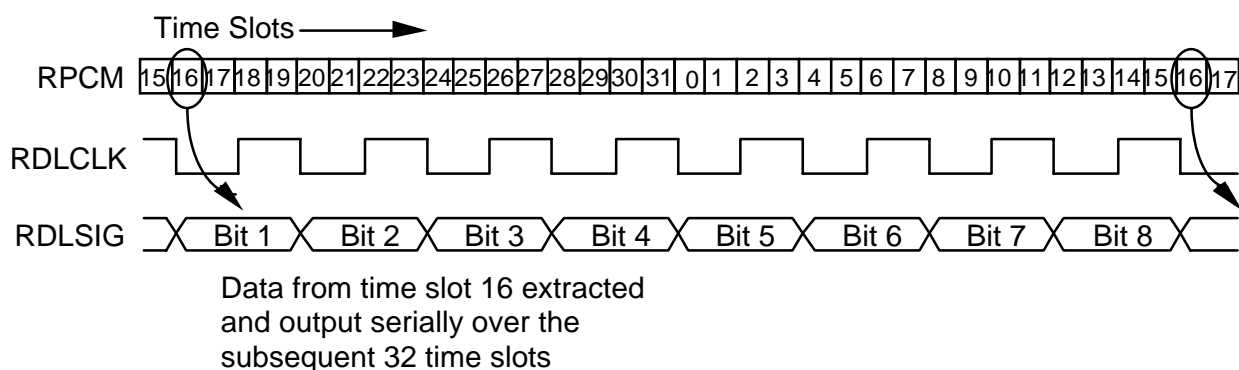 Time Slots
RPCM 15 16 17 18 19 20 21 22 23 24 25 26 27 28 29 30 31 0 1 2 3 4 5 6 7 8 9 10 11 12 13 14 15 16 17
RDLCLK
RDLSIG Bit 1 Bit 2 Bit 3 Bit 4 Bit 5 Bit 6 Bit 7 Bit 8
Data from time slot 16 extracted
and output serially over the
subsequent 32 time slots